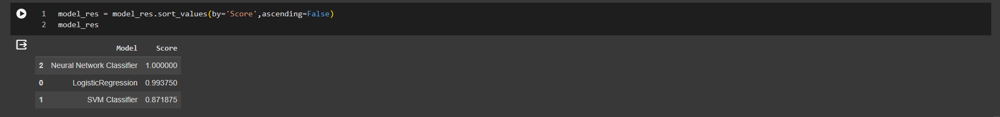 1 model_res = model_res.sort_values(by='Score',ascending=False)
2 model_res
Model Score
2 Neural Network Classifier 1.000000
0 LogisticRegression 0.993750
1 SVM Classifier 0.871875